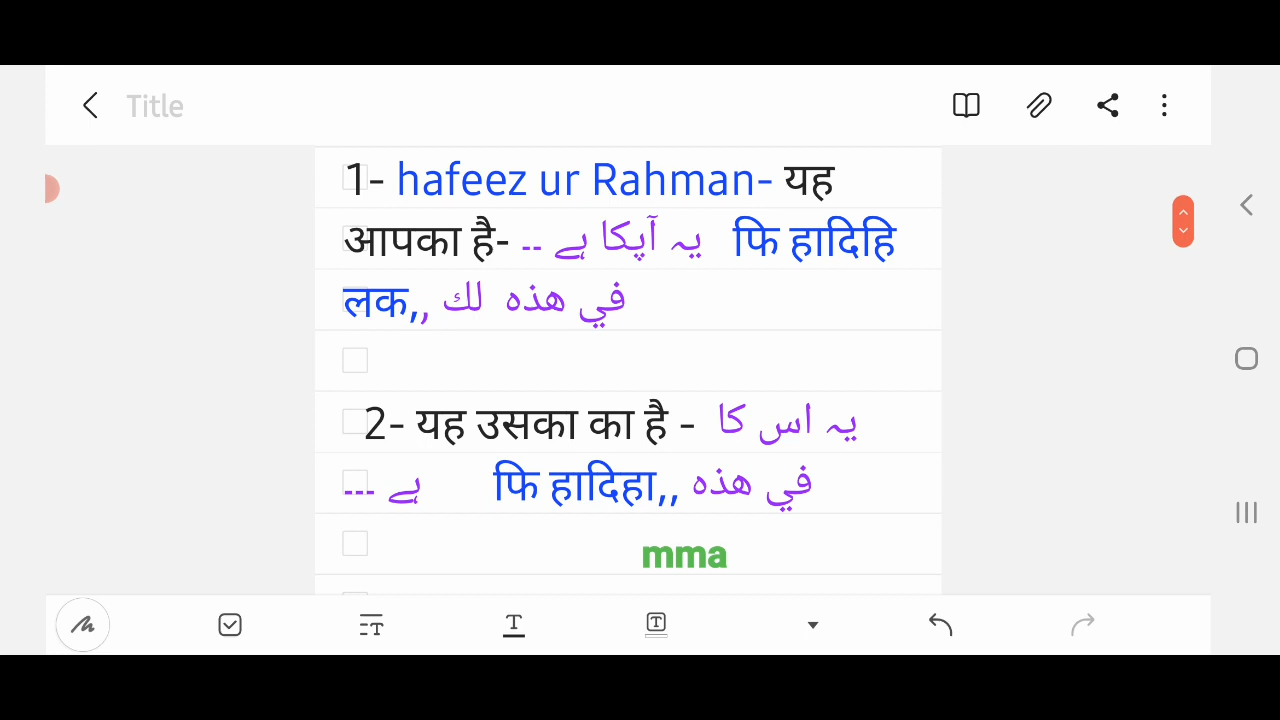 Title
1- hafeez ur Rahman- यह
आपका है- -- یہ آپکا ہے फि हादिहि
लक,, في هذه لك
2- यह उसका का है - یہ اس کا
--- ہے फि हादिहा,, في هذه
mma